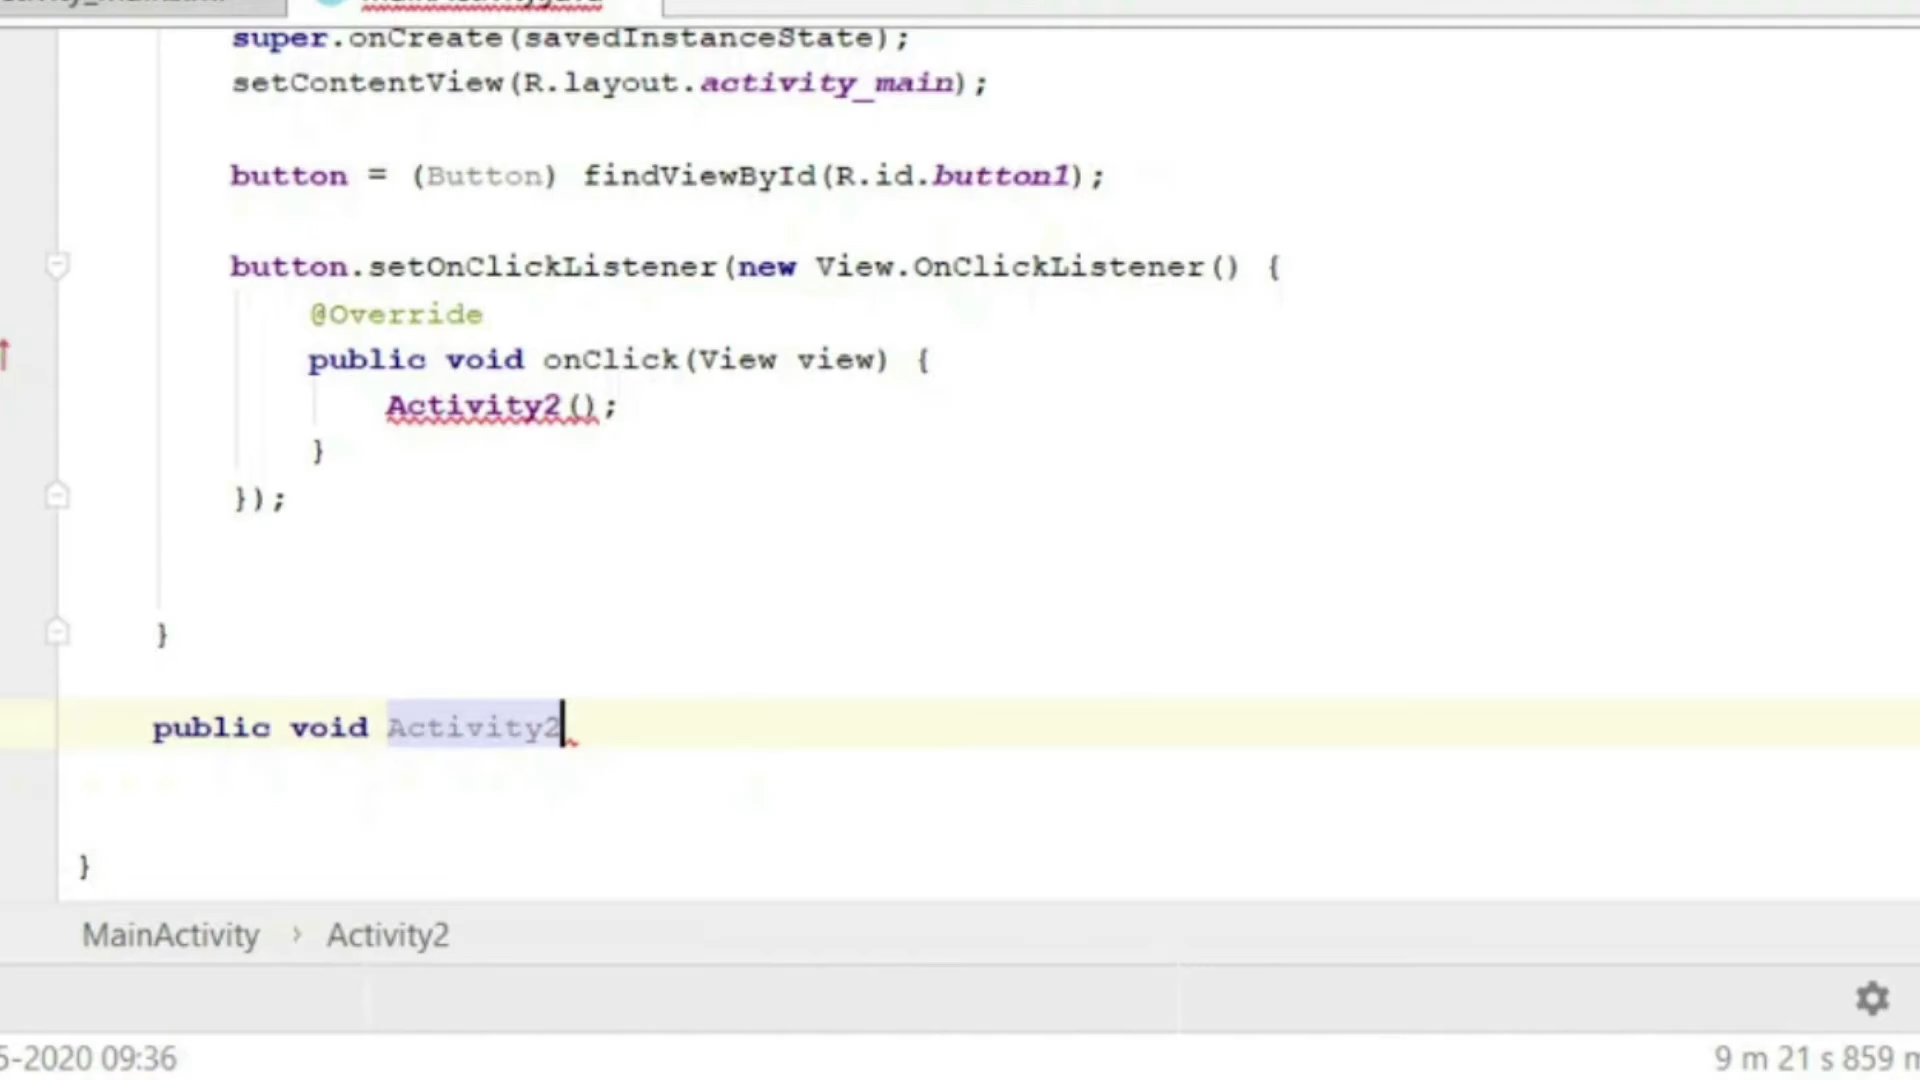 super.onCreate(savedInstanceState);
setContentView(R.layout.activity_main);
button = (Button) findViewById(R.id.button1);
button.setOnClickListener(new View.OnClickListener() {
@Override
public void onClick(View view) {
Activity2();
}
});
}
public void Activity2
}
MainActivity › Activity2
5-2020 09:36
9 m 21 s 859 m